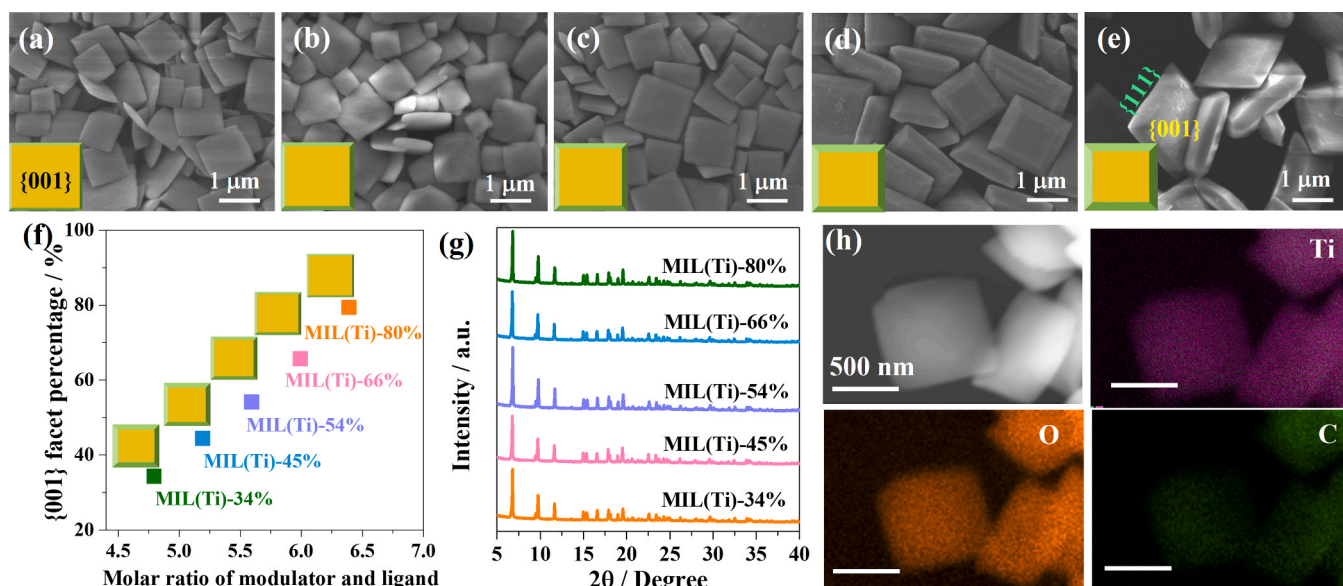 (a)
{001}
1 μm
(b)
1 μm
(c)
1 μm
(d)
1 μm
(e)
{111}
{001}
1 μm
(f)
{001} facet percentage / %
100
80
60
40
20
MIL(Ti)-80%
MIL(Ti)-66%
MIL(Ti)-54%
MIL(Ti)-45%
MIL(Ti)-34%
4.5 5.0 5.5 6.0 6.5 7.0
Molar ratio of modulator and ligand
(g)
Intensity / a.u.
MIL(Ti)-80%
MIL(Ti)-66%
MIL(Ti)-54%
MIL(Ti)-45%
MIL(Ti)-34%
5 10 15 20 25 30 35 40
2θ / Degree
(h)
500 nm
Ti
O
C